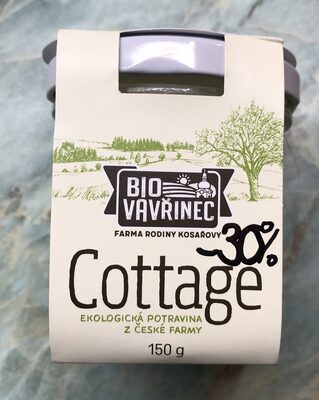 BIO
VAVŘINEC
FARMA RODINY KOSAŘOVY
-30%
Cottage
EKOLOGICKÁ POTRAVINA
Z ČESKÉ FARMY
150 g